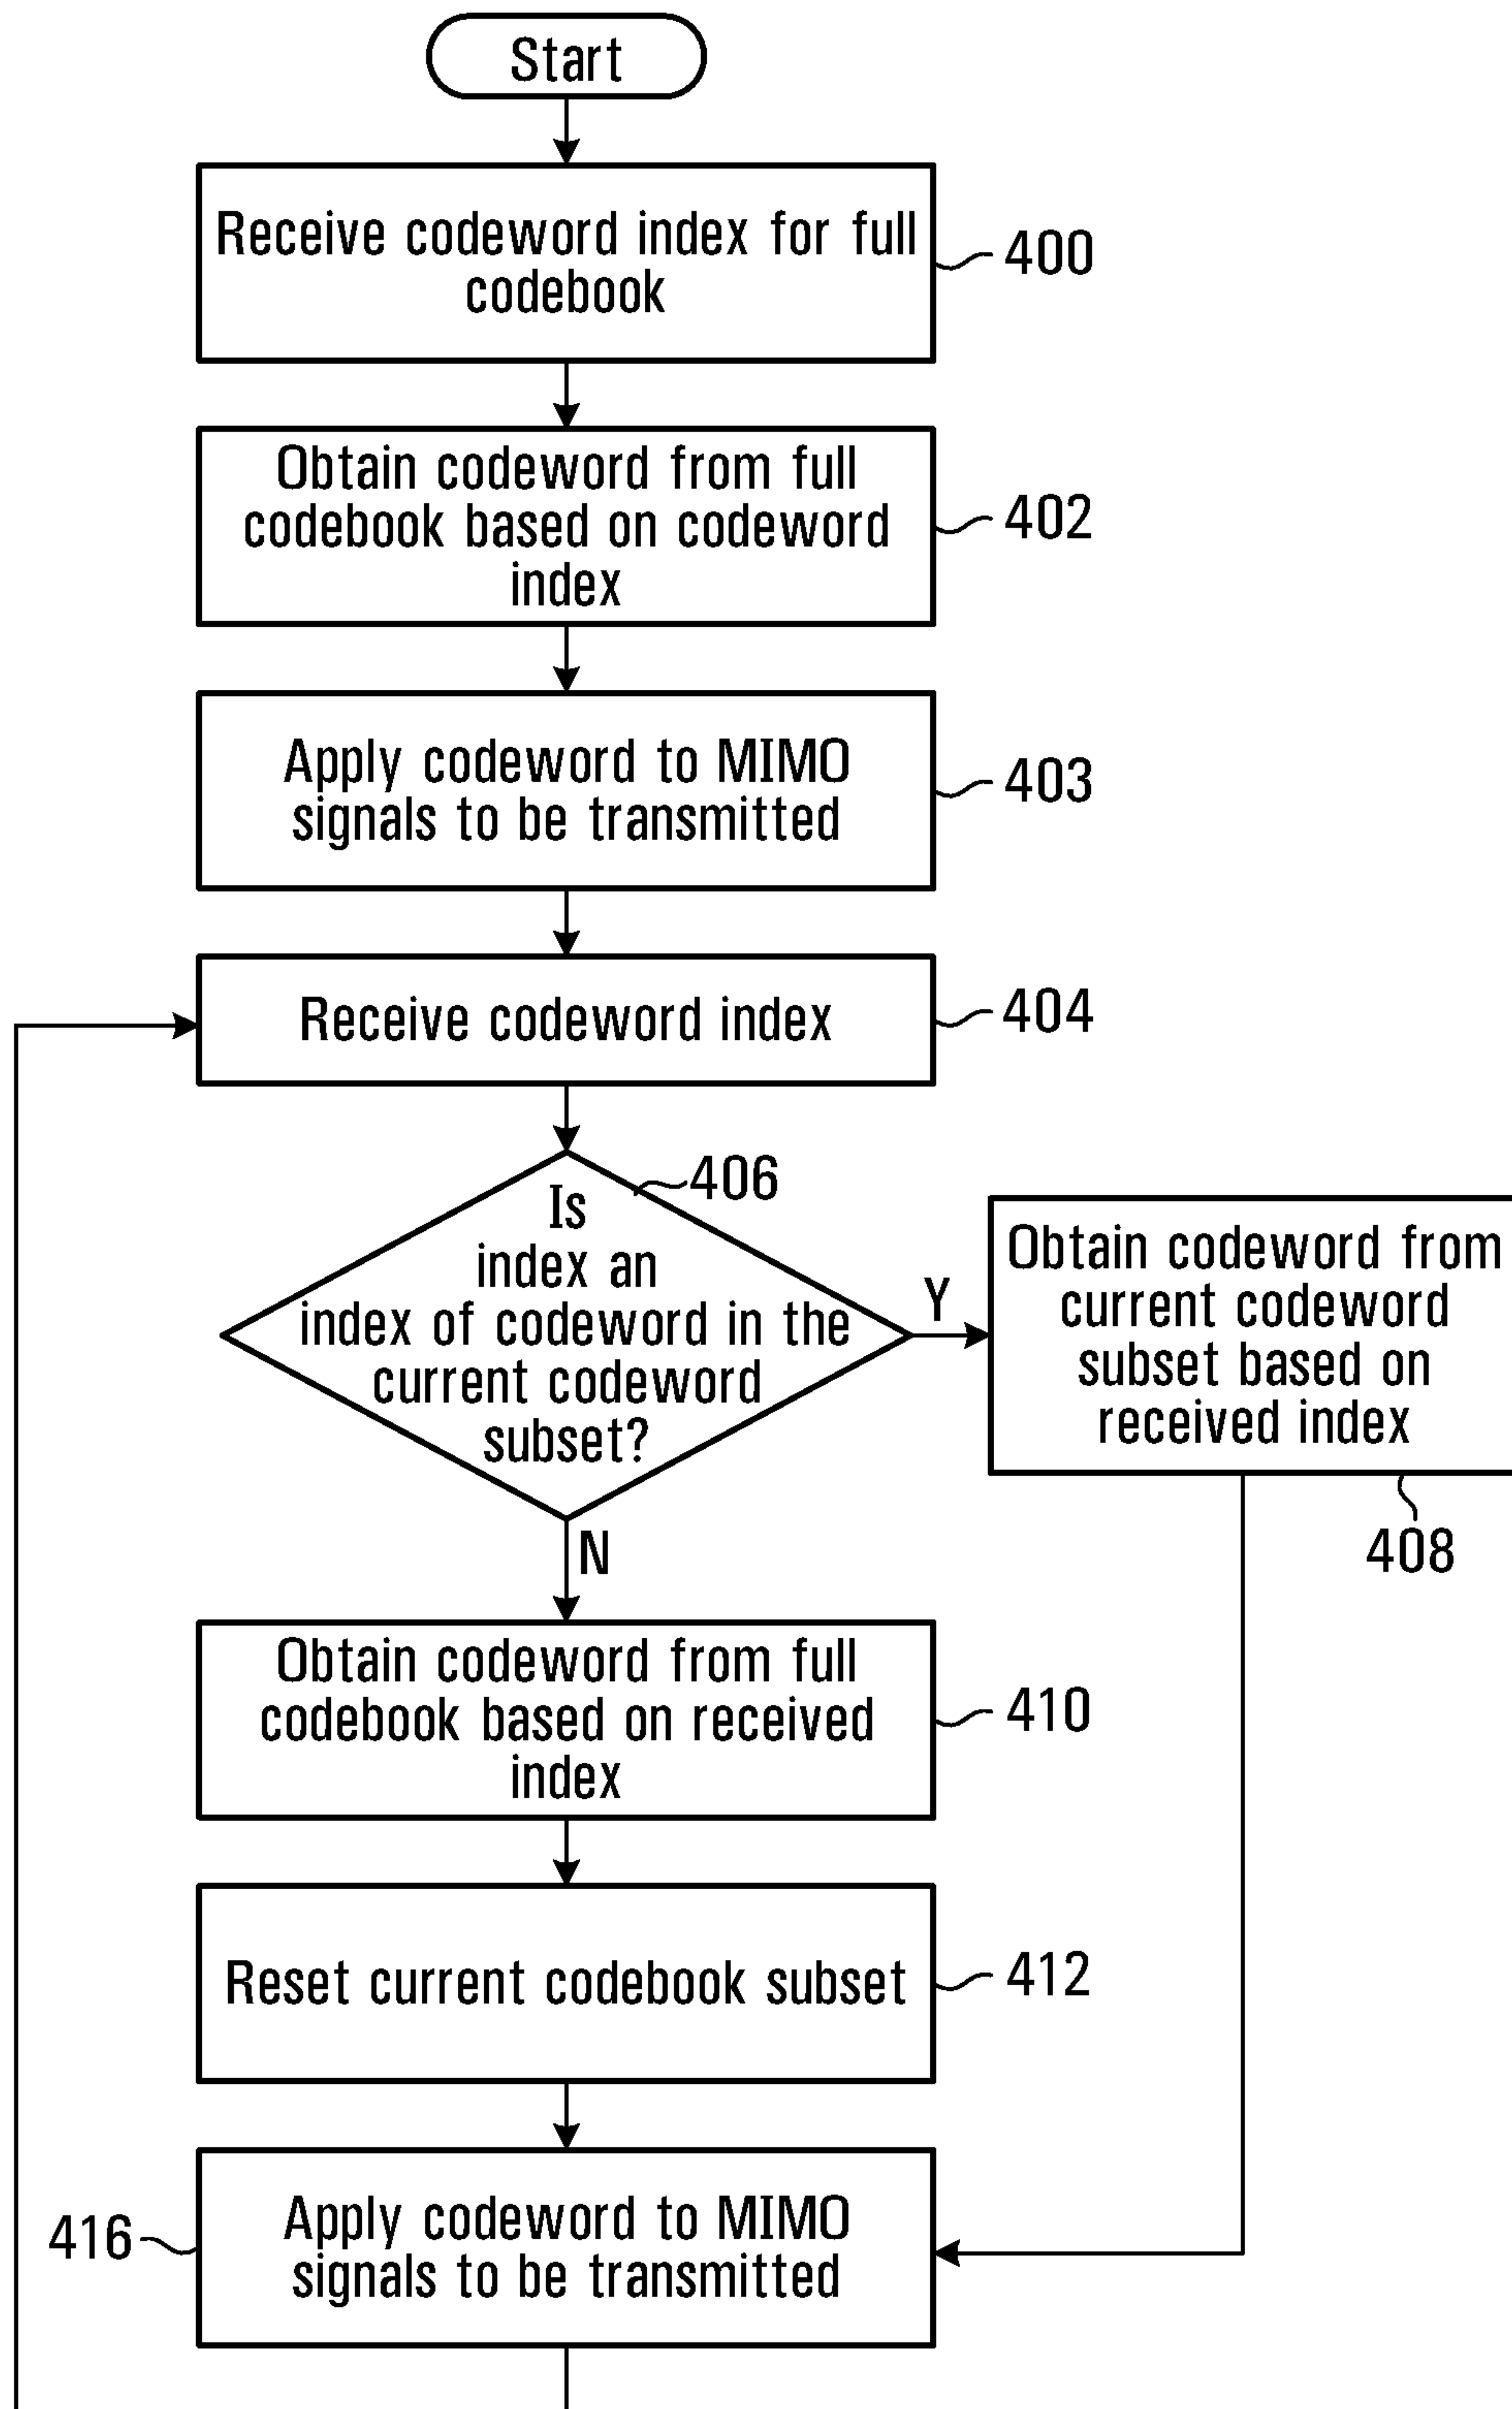 Start
Receive codeword index for full
codebook
400
Obtain codeword from full
codebook based on codeword
index
402
Apply codeword to MIMO
signals to be transmitted
403
Receive codeword index
404
406
Is
index an
index of codeword in the
current codeword
subset?
Y
Obtain codeword from
current codeword
subset based on
received index
408
N
Obtain codeword from full
codebook based on received
index
410
Reset current codebook subset
412
Apply codeword to MIMO
signals to be transmitted
416